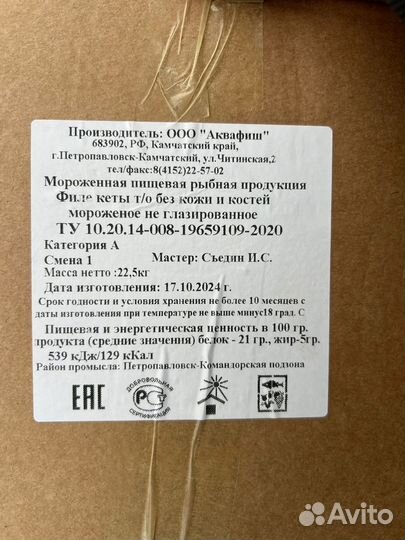 Производитель: ООО "Аквафиш"
683902, РФ, Камчатский край,
г.Петропавловск-Камчатский, ул.Читинская,2
тел/факс:8(4152)22-57-02
Мороженная пищевая рыбная продукция
Филе кеты т/о без кожи и костей
мороженое не глазированное
ТУ 10.20.14-008-19659109-2020
Категория А
Смена 1 Мастер: Съедин И.С.
Масса нетто :22,5кг
Дата изготовления: 17.10.2024 г.
Срок годности и условия хранения не более 10 месяцев с
даты изготовления при температуре не выше минус18 град. С
Пищевая и энергетическая ценность в 100 гр.
продукта (средние значения) белок - 21 гр., жир-5гр.
539 кДж/129 кКал
Район промысла: Петропавловск-Командорская подзона
ЕАС
ДОБРОВОЛЬНАЯ
РСТ
СЕРТИФИКАЦИЯ
Avito